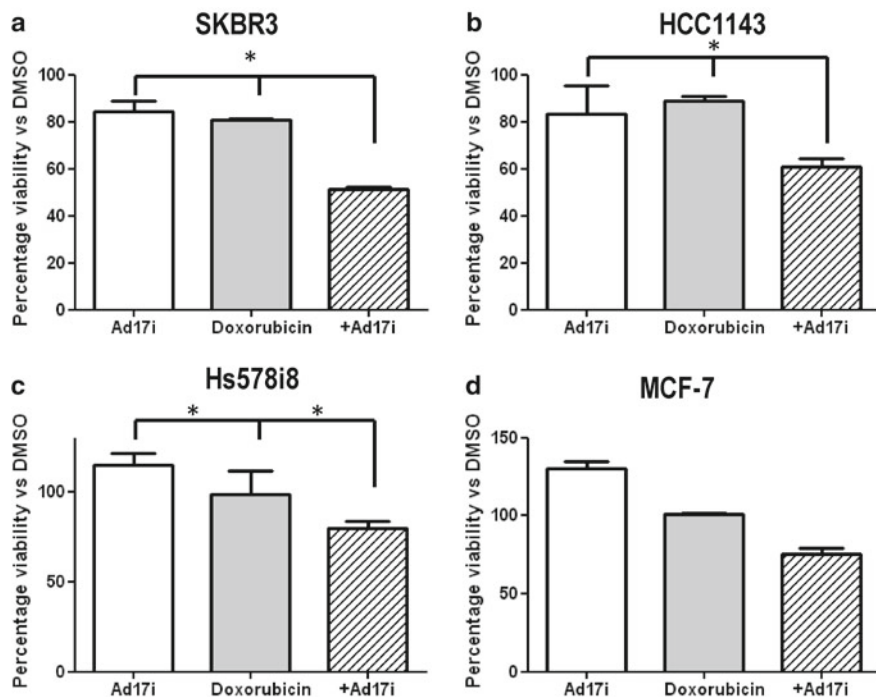 a
SKBR3
*
Percentage viability vs DMSO
100
80
60
40
20
0
Ad17i
Doxorubicin
+Ad17i
b
HCC1143
*
Percentage viability vs DMSO
100
80
60
40
20
0
Ad17i
Doxorubicin
+Ad17i
c
Hs578i8
*
*
Percentage viability vs DMSO
100
50
0
Ad17i
Doxorubicin
+Ad17i
d
MCF-7
Percentage viability vs DMSO
150
100
50
0
Ad17i
Doxorubicin
+Ad17i